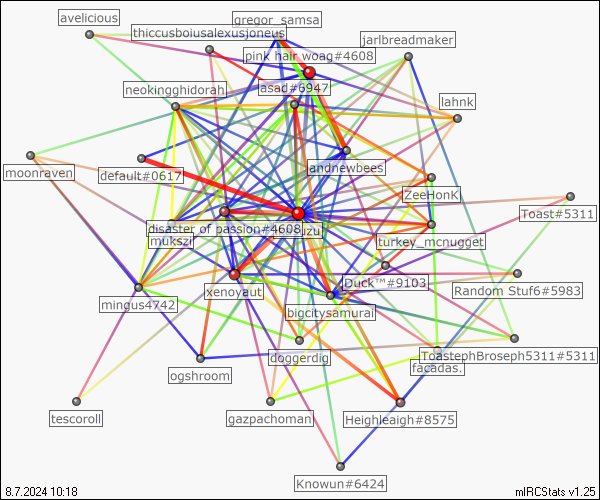 gregor_samsa
avelicious
thiccusboiusalexusjoneus
jarlbreadmaker
pink hair woag#4608
asad#6947
neokingghidorah
lahnk
andnewbees
moonraven
default#0617
ZeeHonK
Toast#5311
disaster of passion#4608
mukszi
turkey_mcnugget
Duck™#9103
xenoyaut
Random Stuf6#5983
mingus4742
bigcitysamurai
doggerdig
ToastephBroseph5311#5311
facadas.
ogshroom
tescoroll
gazpachoman
Heighleaigh#8575
Knowun#6424
8.7.2024 10:18
mIRCStats v1.25